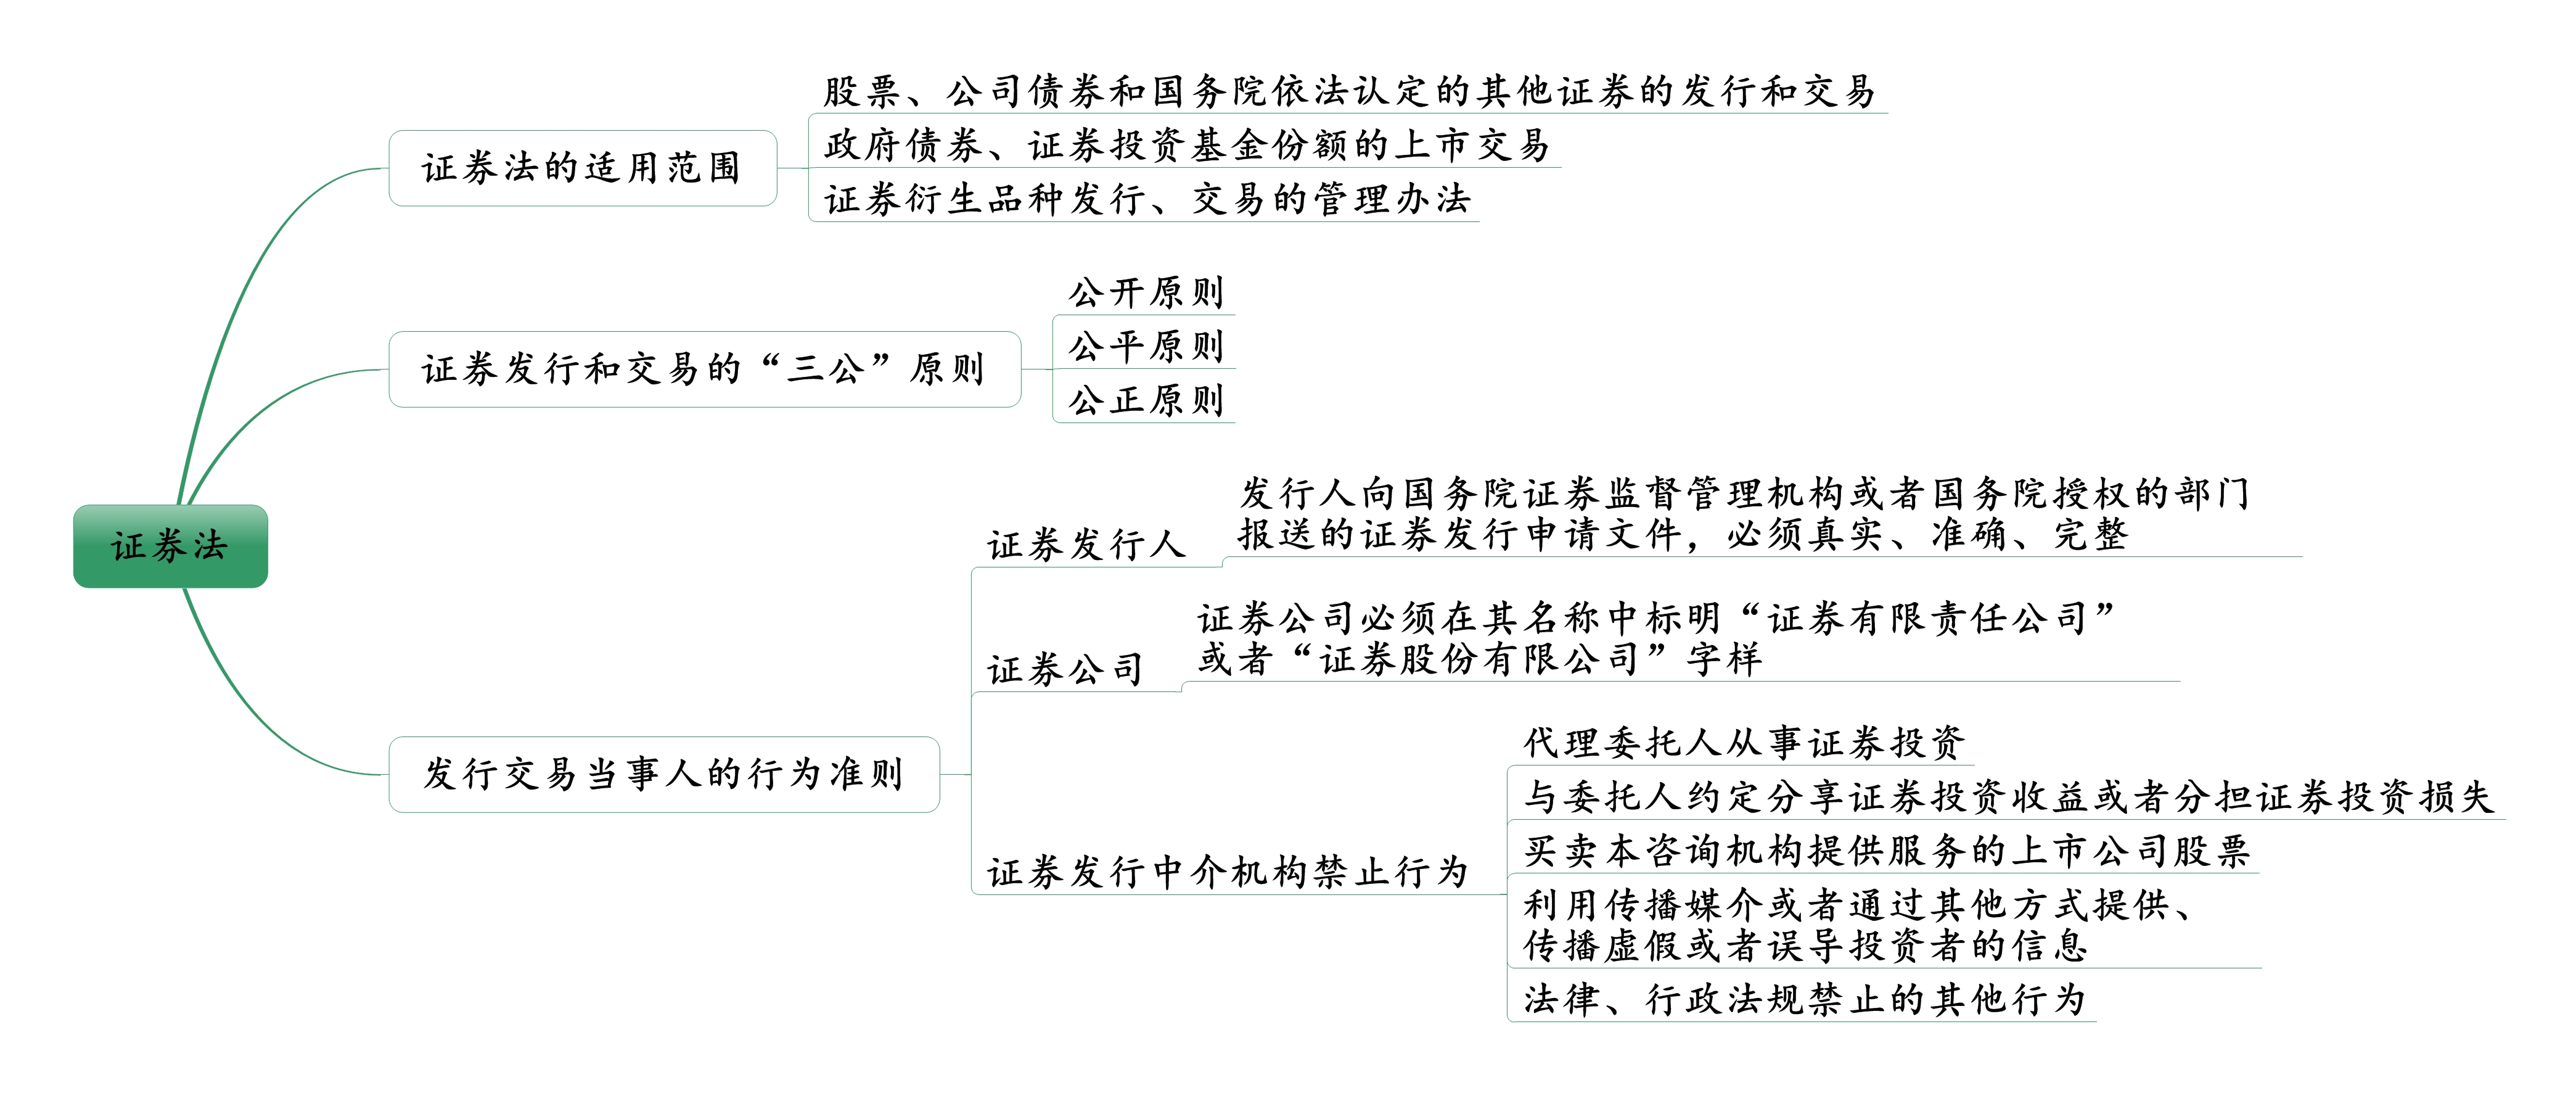 证券法
证券法的适用范围
股票、公司债券和国务院依法认定的其他证券的发行和交易
政府债券、证券投资基金份额的上市交易
证券衍生品种发行、交易的管理办法
证券发行和交易的“三公”原则
公开原则
公平原则
公正原则
发行交易当事人的行为准则
证券发行人
发行人向国务院证券监督管理机构或者国务院授权的部门
报送的证券发行申请文件，必须真实、准确、完整
证券公司
证券公司必须在其名称中标明“证券有限责任公司”
或者“证券股份有限公司”字样
证券发行中介机构禁止行为
代理委托人从事证券投资
与委托人约定分享证券投资收益或者分担证券投资损失
买卖本咨询机构提供服务的上市公司股票
利用传播媒介或者通过其他方式提供、
传播虚假或者误导投资者的信息
法律、行政法规禁止的其他行为